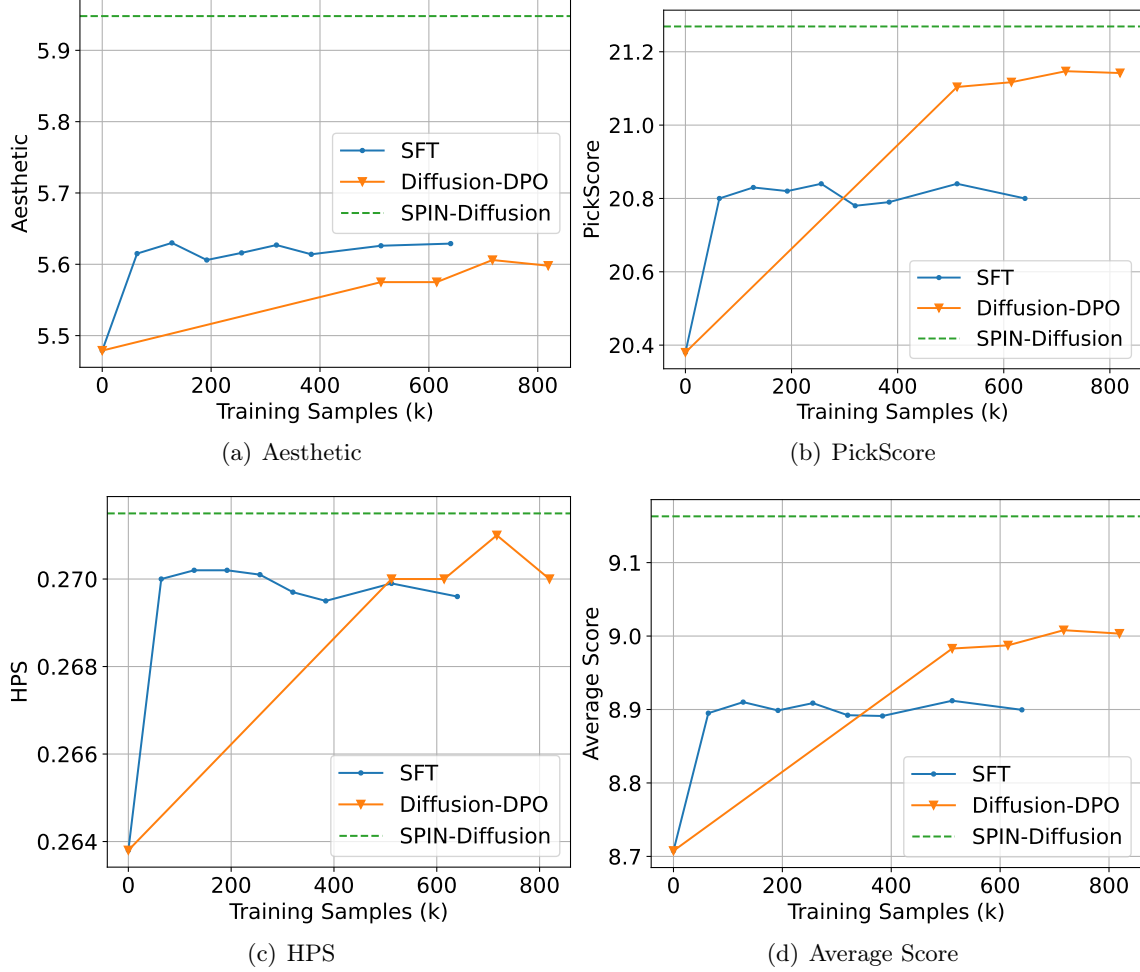 5.9
5.8
5.7
5.6
5.5
Aesthetic
SFT
Diffusion-DPO
SPIN-Diffusion
0 200 400 600 800
Training Samples (k)
(a) Aesthetic
21.2
21.0
20.8
20.6
20.4
PickScore
SFT
Diffusion-DPO
SPIN-Diffusion
0 200 400 600 800
Training Samples (k)
(b) PickScore
0.270
0.268
0.266
0.264
HPS
SFT
Diffusion-DPO
SPIN-Diffusion
0 200 400 600 800
Training Samples (k)
(c) HPS
9.1
9.0
8.9
8.8
8.7
Average Score
SFT
Diffusion-DPO
SPIN-Diffusion
0 200 400 600 800
Training Samples (k)
(d) Average Score